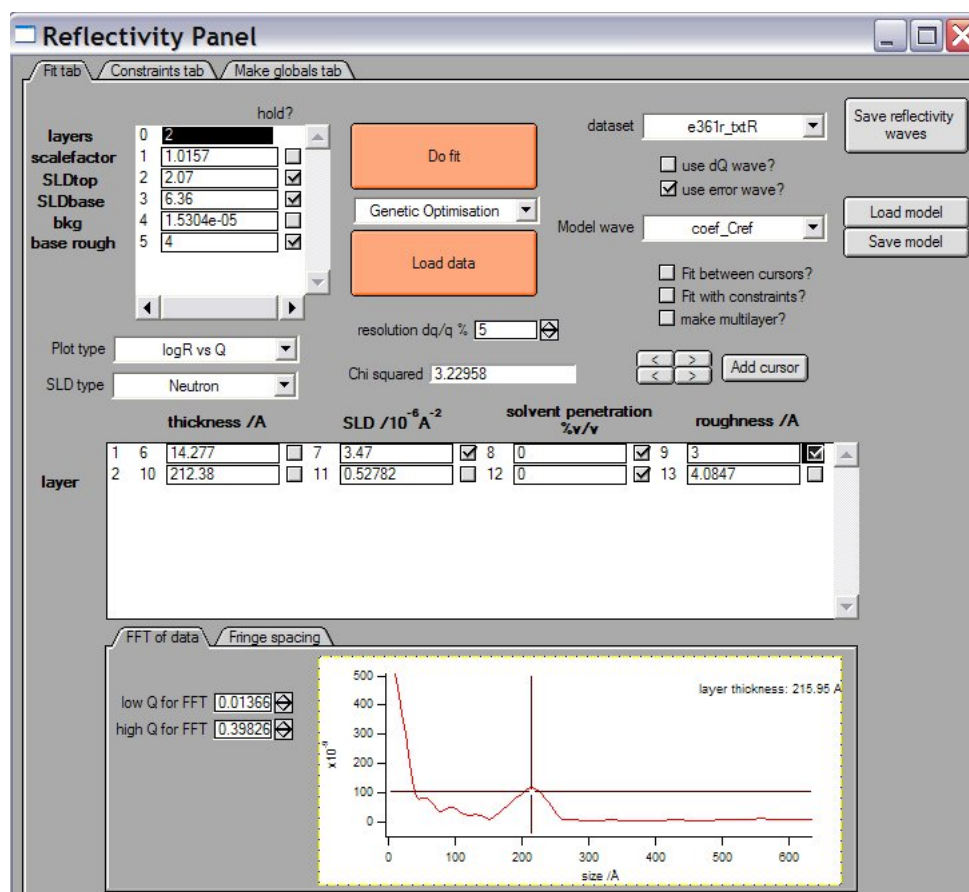 Reflectivity Panel
Fit tab Constraints tab Make globals tab
hold?
layers 0 2
scalefactor 1 1.0157
SLDtop 2 2.07
SLDbase 3 6.36
bkg 4 1.5304e-05
base rough 5 4
Do fit
Genetic Optimisation
Load data
dataset e361r_txtR
use dQ wave?
use error wave?
Model wave coef_Cref
Fit between cursors?
Fit with constraints?
make multilayer?
Save reflectivity
waves
Load model
Save model
resolution dq/q % 5
Plot type logR vs Q
SLD type Neutron
Chi squared 3.22958
< >
< >
Add cursor
thickness /A SLD /10^-6 A^-2 solvent penetration
%v/v roughness /A
layer
1 6 14.277 7 3.47 8 0 9 3
2 10 212.38 11 0.52782 12 0 13 4.0847
FFT of data Fringe spacing
low Q for FFT 0.01366
high Q for FFT 0.39826
layer thickness: 215.95 A
x10^-9
500
400
300
200
100
0
0 100 200 300 400 500 600
size /Å